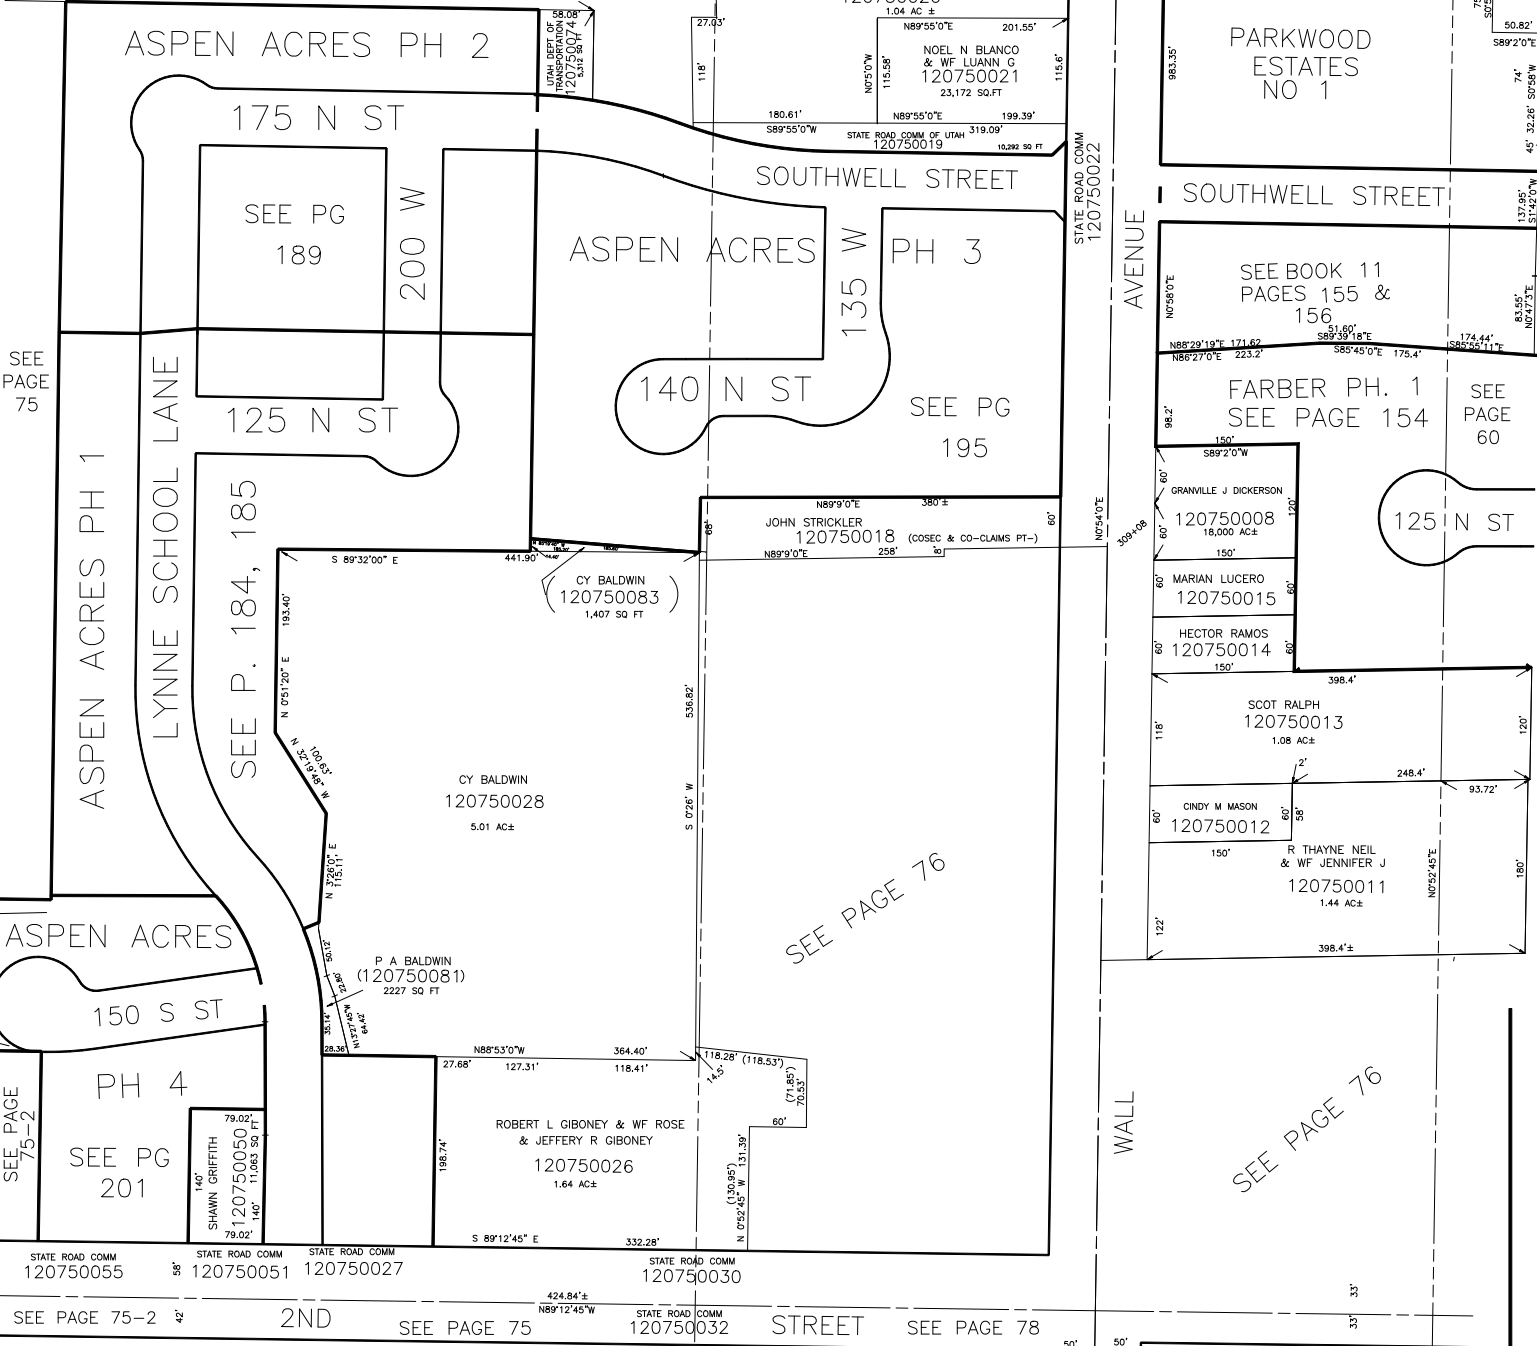 ASPEN ACRES PH 2
58.08'
UTAH DEPT OF
TRANSPORTATION
120750074
5,312 SQ FT
27.03'
118'
1.04 AC ±
N89°55'0"E
201.55'
NOEL N BLANCO
& WF LUANN G
120750021
23,172 SQ.FT
N0°5'0"W
115.58'
115.6'
180.61'
S89°55'0"W
N89°55'0"E
199.39'
STATE ROAD COMM OF UTAH
319.09'
120750019
10,292 SQ FT
983.35'
PARKWOOD
ESTATES
NO 1
50.82'
S89°2'0"E
74'
S0°58'W
32.26'
45'
175 N ST
SOUTHWELL STREET
STATE ROAD COMM
120750022
SOUTHWELL STREET
137.95'
S1°42'0"W
SEE PG
189
200 W
ASPEN ACRES PH 3
135 W
AVENUE
N0°58'0"E
SEE BOOK 11
PAGES 155 &
156
83.55'
N0°47'3"E
51.60'
S89°39'18"E
174.44'
S85°55'11"E
N88°29'19"E 171.62
N86°27'0"E 223.2'
S85°45'0"E 175.4'
SEE
PAGE
75
LYNNE SCHOOL LANE
125 N ST
140 N ST
SEE PG
195
98.2'
FARBER PH. 1
SEE PAGE 154
SEE
PAGE
60
ASPEN ACRES PH 1
SEE P. 184, 185
150'
S89°2'0"W
60'
60'
GRANVILLE J DICKERSON
120750008
18,000 AC±
120'
150'
125 N ST
N89°9'0"E
380'±
68'
60'
JOHN STRICKLER
120750018 (COSEC & CO-CLAIMS PT-)
N89°9'0"E
258'
8'
N0°54'0"E
309+08
S 89°32'00" E
441.90'
CY BALDWIN
(120750083)
1,407 SQ FT
60'
MARIAN LUCERO
120750015
60'
60'
HECTOR RAMOS
120750014
60'
150'
193.40'
N 0°51'20" E
536.82'
S 0°26' W
398.4'
SCOT RALPH
120750013
1.08 AC±
118'
120'
100.63'
N 32°19'48" W
CY BALDWIN
120750028
5.01 AC±
2'
248.4'
93.72'
60'
CINDY M MASON
120750012
60'
58'
150'
N 3°26'0" E
115.11'
R THAYNE NEIL
& WF JENNIFER J
120750011
1.44 AC±
N0°52'45"E
180'
122'
398.4'±
SEE PAGE 76
ASPEN ACRES
50.12'
22.80'
35.14'
N13°27'45"W
64.42'
28.36'
P A BALDWIN
(120750081)
2227 SQ FT
150 S ST
PH 4
SEE PAGE
75-2
SEE PG
201
N88°53'0"W
364.40'
27.68'
127.31'
118.41'
118.28'
(118.53')
14.5'
(71.85')
70.53'
60'
131.39'
(130.95')
N 0°52'45" W
ROBERT L GIBONEY & WF ROSE
& JEFFERY R GIBONEY
120750026
1.64 AC±
198.74'
WALL
SEE PAGE 76
79.02'
SHAWN GRIFFITH
120750050
11,063 SQ FT
140'
140'
79.02'
S 89°12'45" E
332.28'
STATE ROAD COMM
120750055
58'
STATE ROAD COMM
120750051
STATE ROAD COMM
120750027
STATE ROAD COMM
120750030
424.84'±
N89°12'45"W
33'
33'
SEE PAGE 75-2
42'
2ND
SEE PAGE 75
STATE ROAD COMM
120750032
STREET
SEE PAGE 78
50'
50'